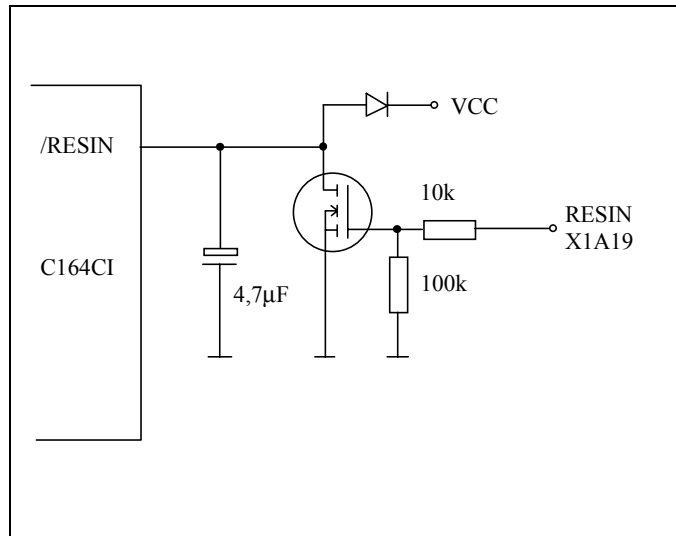 VCC
/RESIN
10k
RESIN
X1A19
C164CI
4,7µF
100k